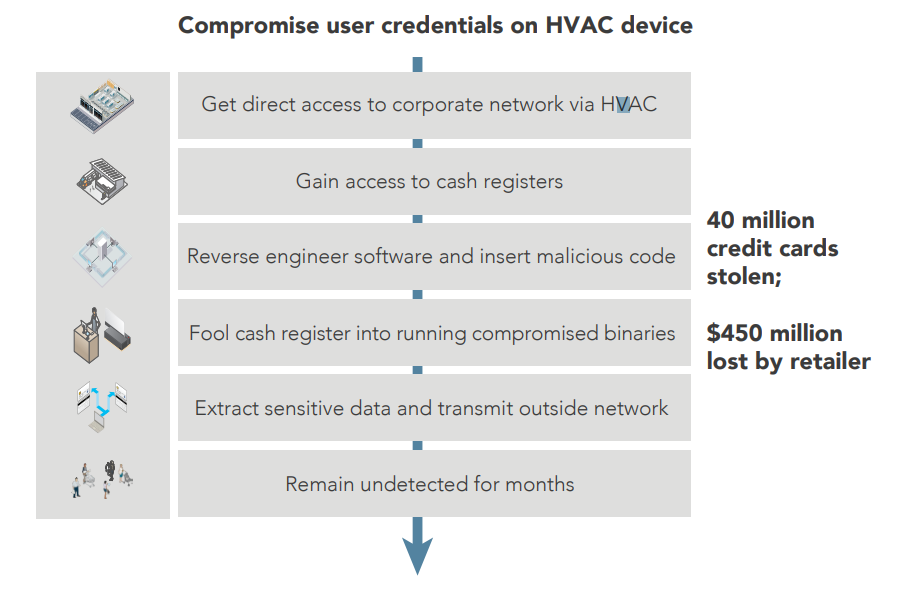 Compromise user credentials on HVAC device
Get direct access to corporate network via HVAC
Gain access to cash registers
Reverse engineer software and insert malicious code
Fool cash register into running compromised binaries
Extract sensitive data and transmit outside network
Remain undetected for months
40 million
credit cards
stolen;
$450 million
lost by retailer